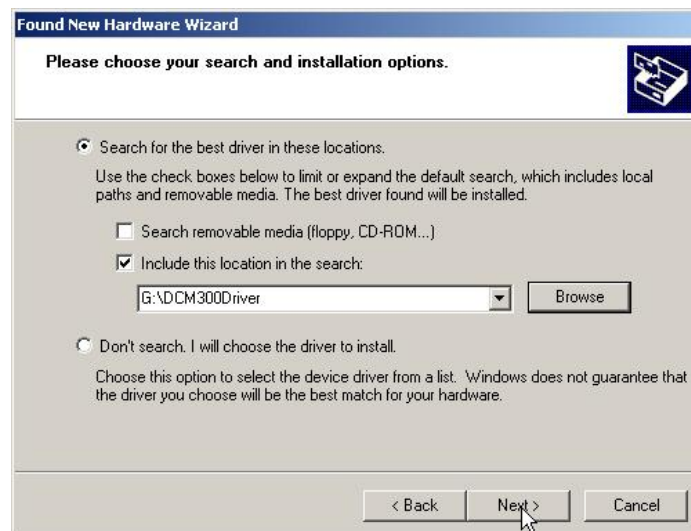 Found New Hardware Wizard
Please choose your search and installation options.
Search for the best driver in these locations.
Use the check boxes below to limit or expand the default search, which includes local
paths and removable media. The best driver found will be installed.
Search removable media (floppy, CD-ROM...)
Include this location in the search:
G:\DCM300Driver
Browse
Don't search. I will choose the driver to install.
Choose this option to select the device driver from a list. Windows does not guarantee that
the driver you choose will be the best match for your hardware.
< Back Next > Cancel